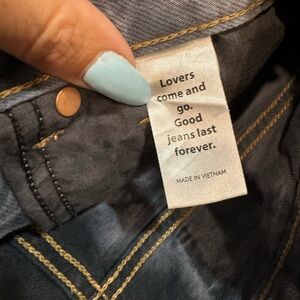 Lovers
come and
go.
Good
jeans last
forever.
MADE IN VIETNAM